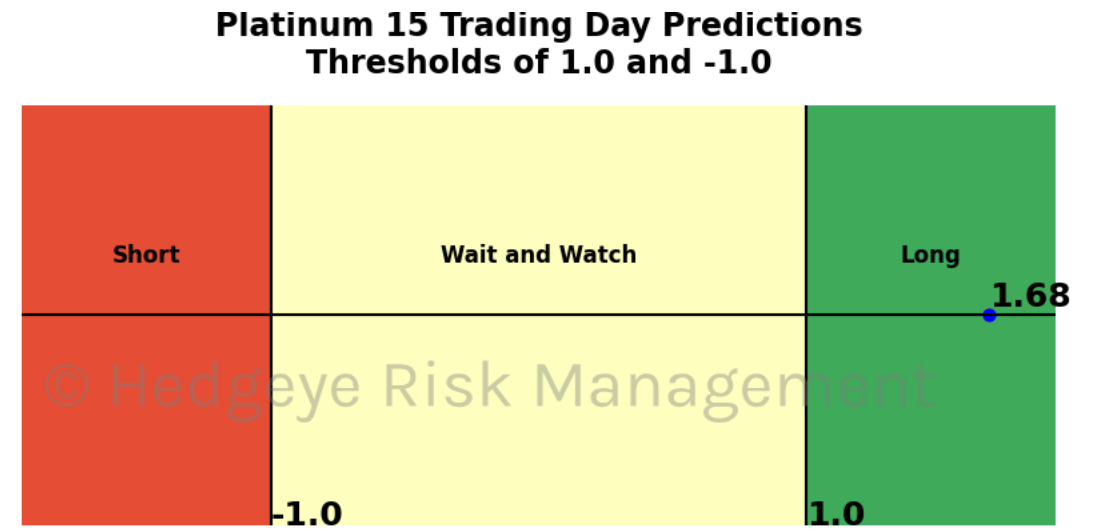 Platinum 15 Trading Day Predictions
Thresholds of 1.0 and -1.0
Short
Wait and Watch
Long
1.68
© Hedgeye Risk Management
-1.0
1.0